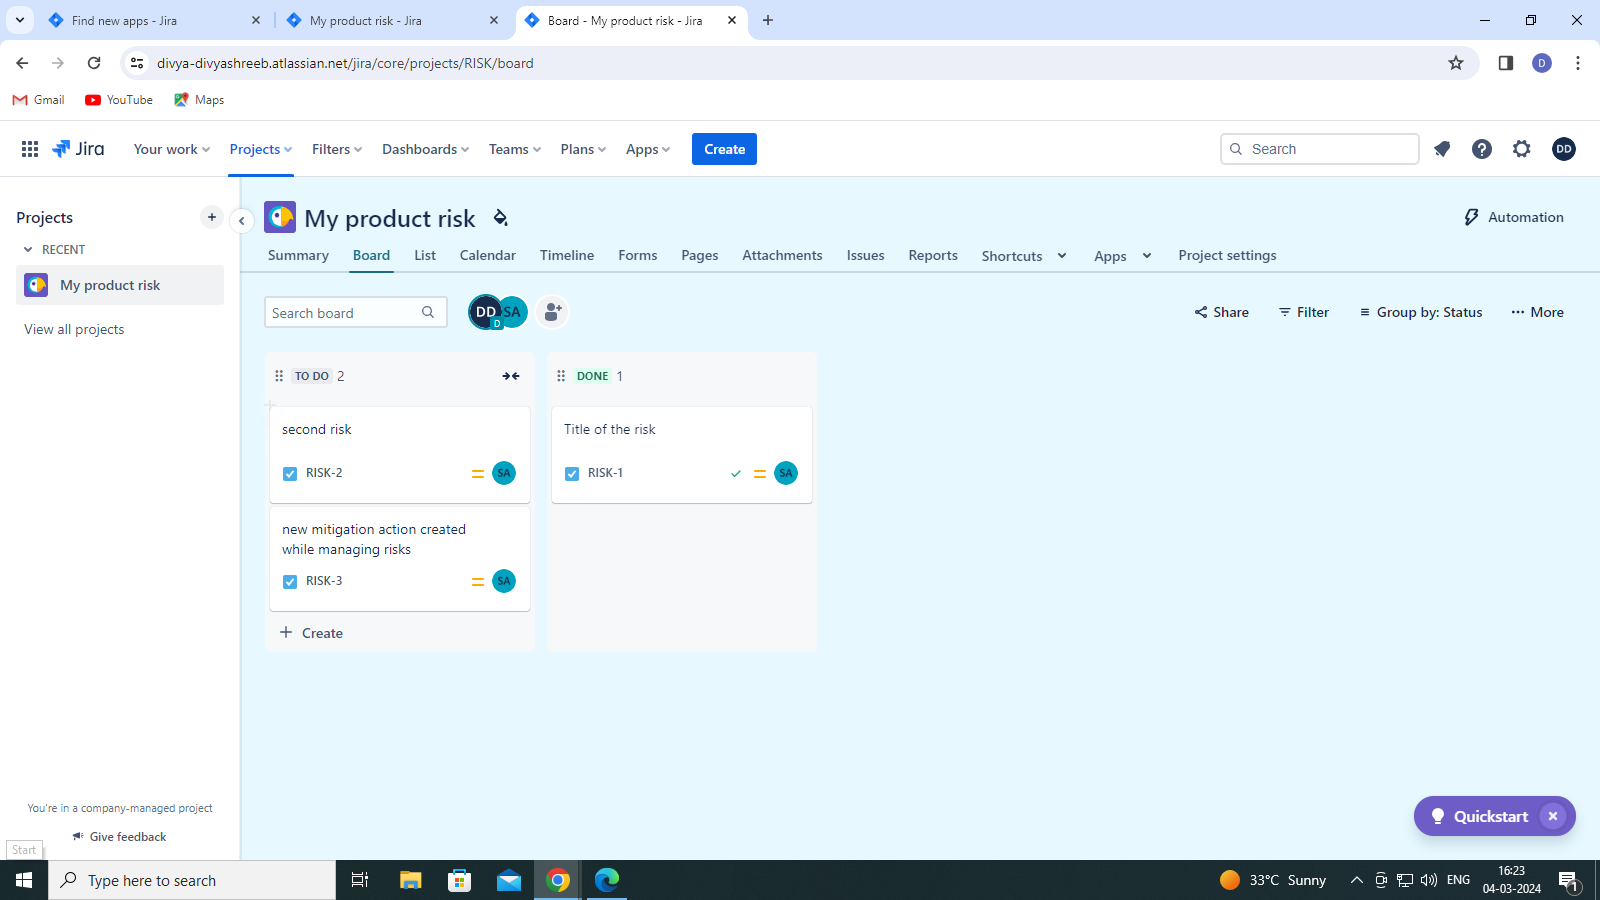 Find new apps - Jira
My product risk - Jira
Board - My product risk - Jira
divya-divyashreeb.atlassian.net/jira/core/projects/RISK/board
D
Gmail
YouTube
Maps
Jira
Your work
Projects
Filters
Dashboards
Teams
Plans
Apps
Create
Search
DD
Projects
RECENT
My product risk
View all projects
My product risk
Automation
Summary
Board
List
Calendar
Timeline
Forms
Pages
Attachments
Issues
Reports
Shortcuts
Apps
Project settings
Search board
DD
D
SA
Share
Filter
Group by: Status
More
TO DO 2
DONE 1
second risk
RISK-2
SA
new mitigation action created
while managing risks
RISK-3
SA
Create
Title of the risk
RISK-1
SA
You're in a company-managed project
Give feedback
Quickstart
Start
Type here to search
33°C Sunny
ENG
16:23
04-03-2024
1